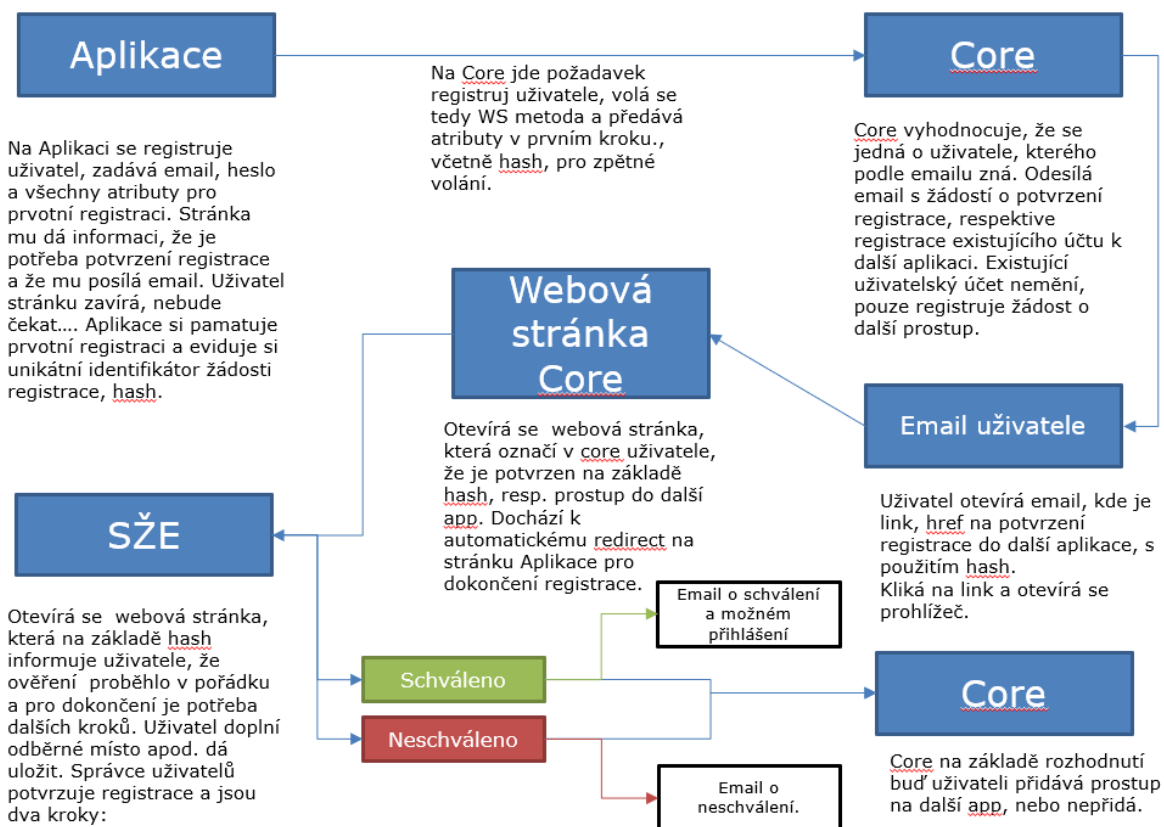 Aplikace
Na Core jde požadavek
registruj uživatele, volá se
tedy WS metoda a předává
atributy v prvním kroku.,
včetně hash, pro zpětné
volání.
Core
Na Aplikaci se registruje
uživatel, zadává email, heslo
a všechny atributy pro
prvotní registraci. Stránka
mu dá informaci, že je
potřeba potvrzení registrace
a že mu posílá email. Uživatel
stránku zavírá, nebude
čekat.... Aplikace si pamatuje
prvotní registraci a eviduje si
unikátní identifikátor žádosti
registrace, hash.
Core vyhodnocuje, že se
jedná o uživatele, kterého
podle emailu zná. Odesílá
email s žádostí o potvrzení
registrace, respektive
registrace existujícího účtu k
další aplikaci. Existující
uživatelský účet nemění,
pouze registruje žádost o
další prostup.
Webová
stránka
Core
Email uživatele
Otevírá se  webová stránka,
která označí v core uživatele,
že je potvrzen na základě
hash, resp. prostup do další
app. Dochází k
automatickému redirect na
stránku Aplikace pro
dokončení registrace.
Uživatel otevírá email, kde je
link, href na potvrzení
registrace do další aplikace, s
použitím hash.
Kliká na link a otevírá se
prohlížeč.
SŽE
Otevírá se  webová stránka,
která na základě hash
informuje uživatele, že
ověření  proběhlo v pořádku
a pro dokončení je potřeba
dalších kroků. Uživatel doplní
odběrné místo apod. dá
uložit. Správce uživatelů
potvrzuje registrace a jsou
dva kroky:
Email o schválení
a možném
přihlášení
Schváleno
Neschváleno
Email o
neschválení.
Core
Core na základě rozhodnutí
buď uživateli přidává prostup
na další app, nebo nepřidá.